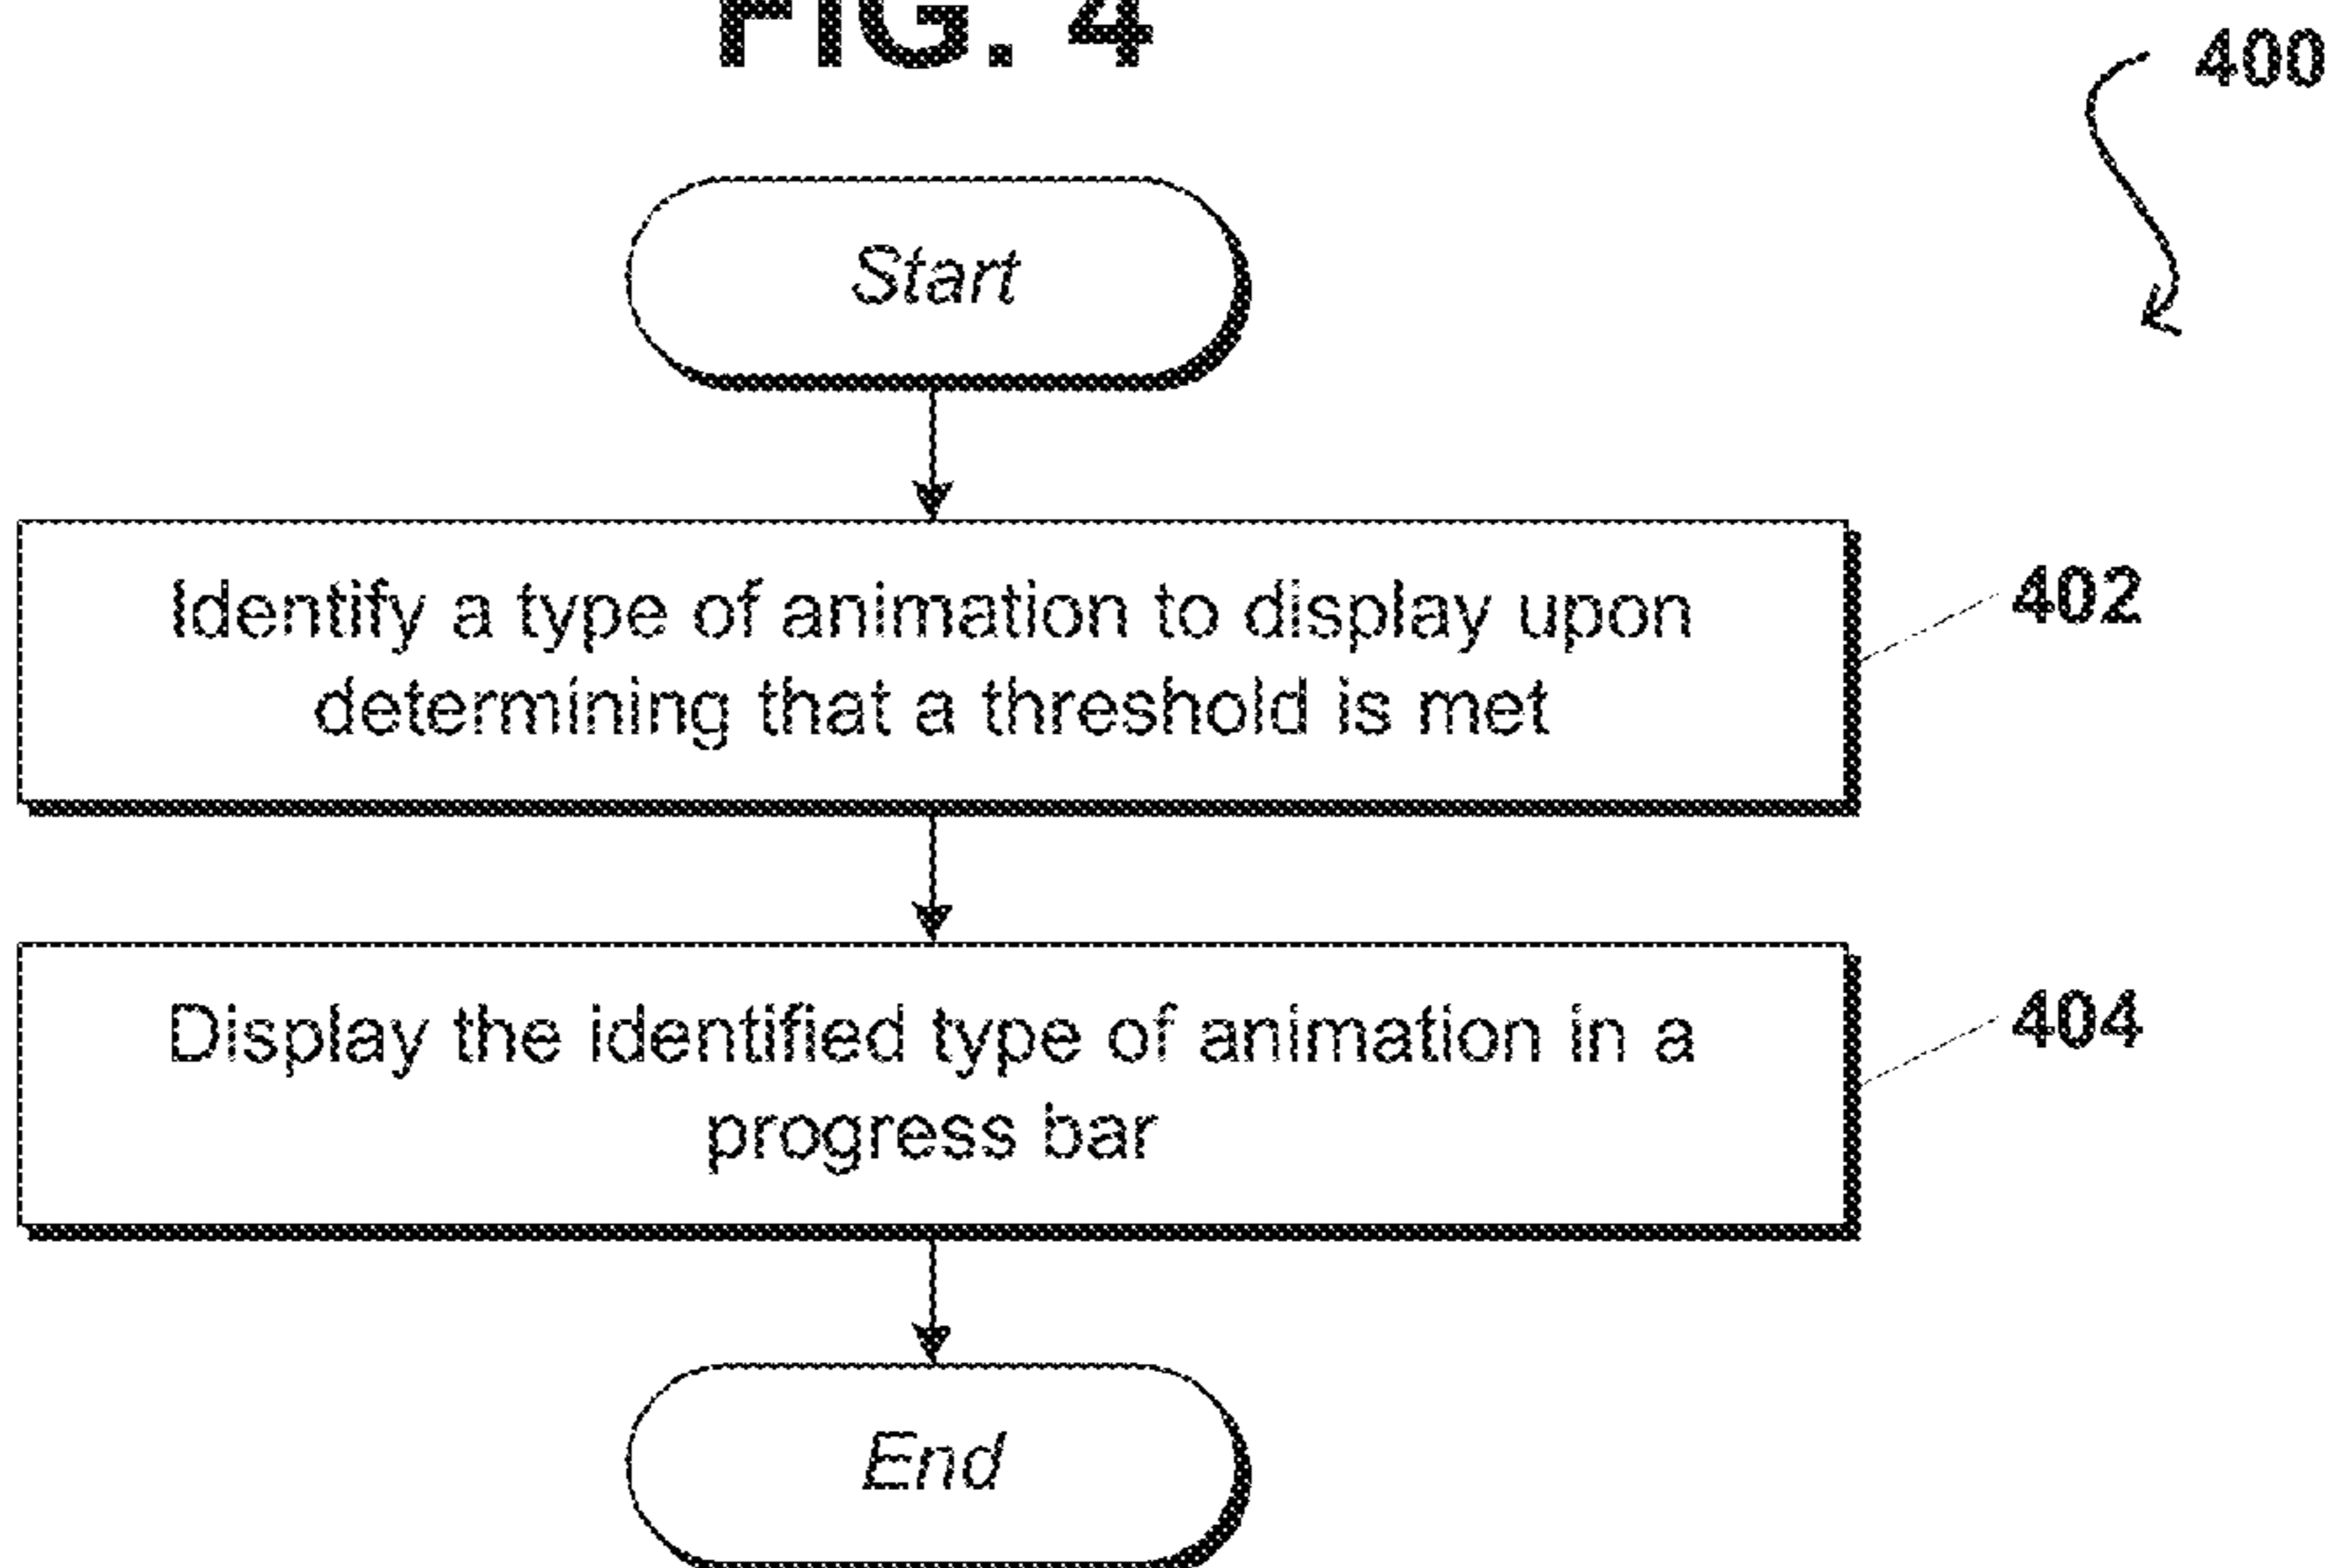 FIG. 4
400
Start
Identify a type of animation to display upon
determining that a threshold is met
402
Display the identified type of animation in a
progress bar
404
End